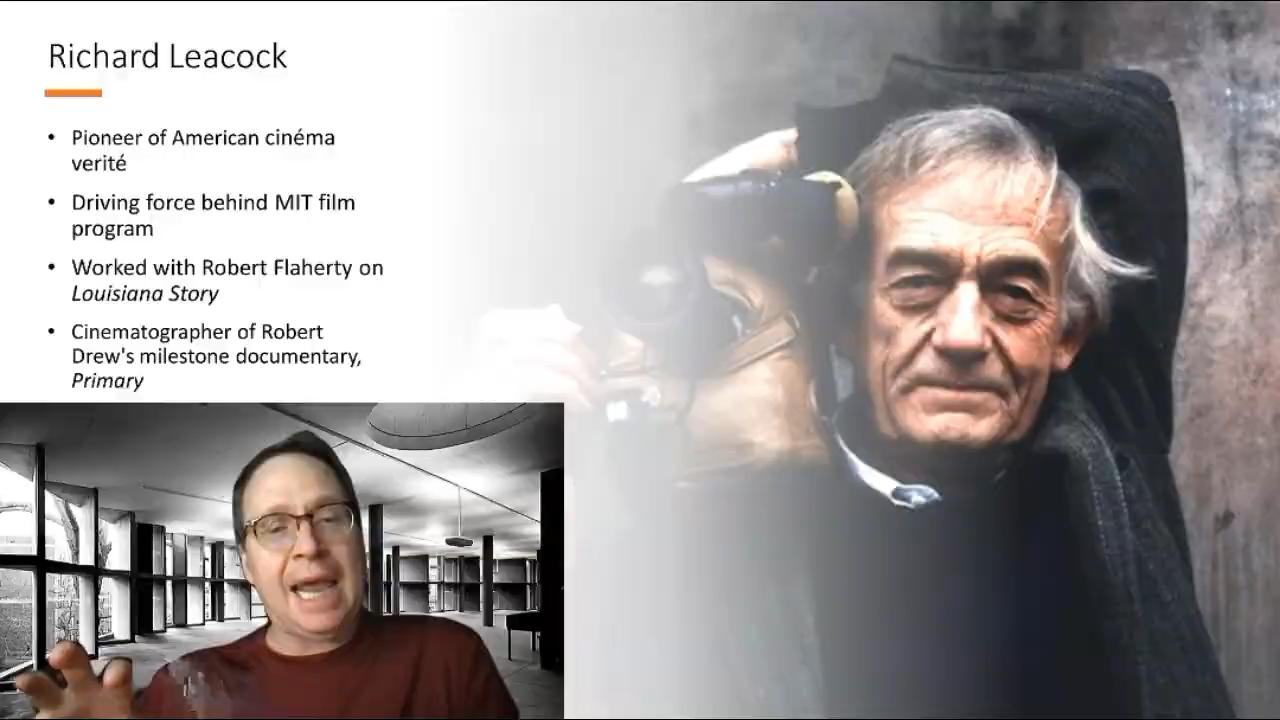 Richard Leacock
• Pioneer of American cinéma
verité
• Driving force behind MIT film
program
• Worked with Robert Flaherty on
Louisiana Story
• Cinematographer of Robert
Drew's milestone documentary,
Primary